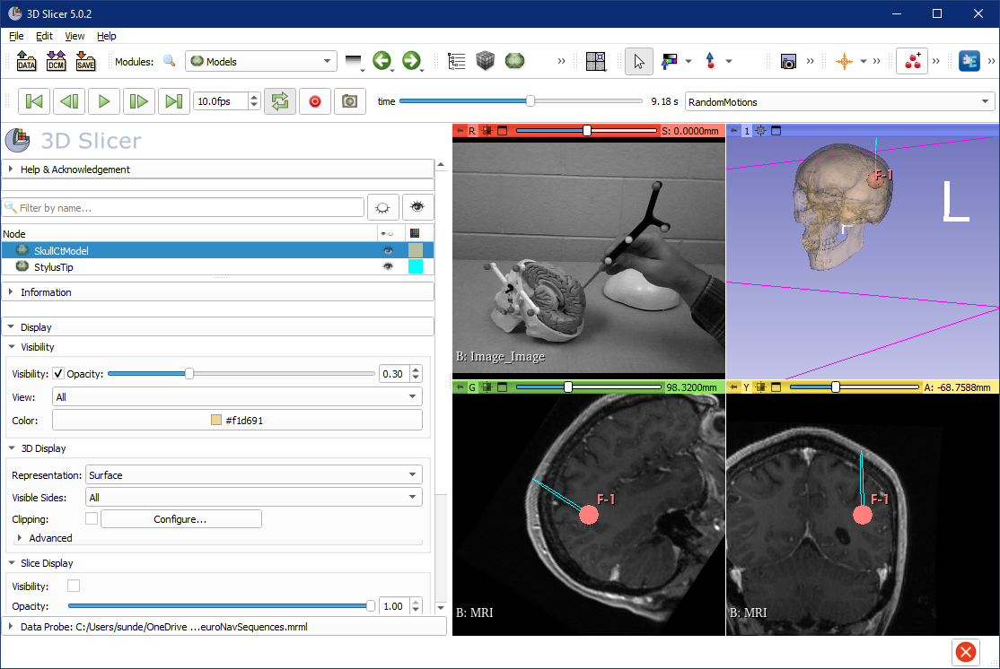 3D Slicer 5.0.2
File Edit View Help
DATA DCM SAVE Modules: Models
10.0fps time 9.18 s RandomMotions
3D Slicer
Help & Acknowledgement
Filter by name...
Node
SkullCtModel
StylusTip
Information
Display
Visibility
Visibility: Opacity: 0.30
View: All
Color: #f1d691
3D Display
Representation: Surface
Visible Sides: All
Clipping: Configure...
Advanced
Slice Display
Visibility:
Opacity: 1.00
Data Probe: C:/Users/sunde/OneDrive ...euroNavSequences.mrml
R S: 0.0000mm
B: Image_Image
1
F-1
L
G 98.3200mm
F-1
B: MRI
Y A: -68.7588mm
F-1
B: MRI